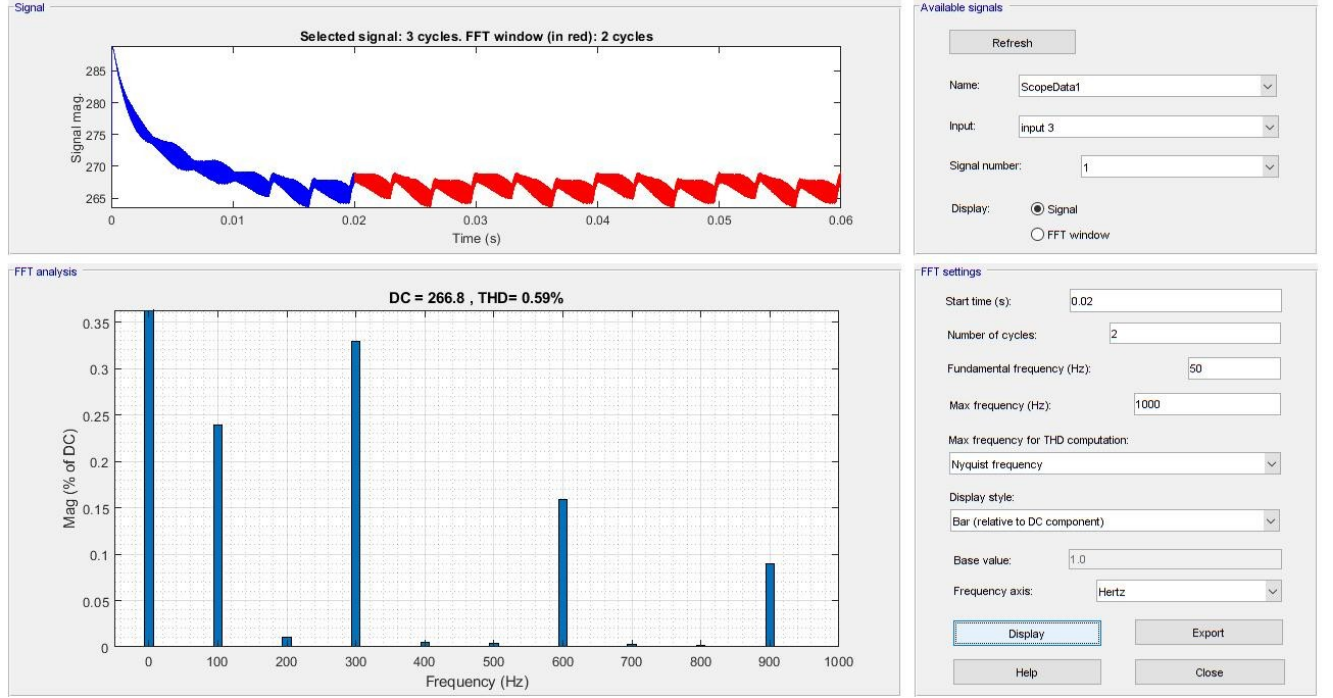 Signal
Selected signal: 3 cycles. FFT window (in red): 2 cycles
Signal mag.
285
280
275
270
265
0 0.01 0.02 0.03 0.04 0.05 0.06
Time (s)
Available signals
Refresh
Name: ScopeData1
Input: input 3
Signal number: 1
Display: Signal
FFT window
FFT analysis
DC = 266.8 , THD= 0.59%
Mag (% of DC)
0.35
0.3
0.25
0.2
0.15
0.1
0.05
0
0 100 200 300 400 500 600 700 800 900 1000
Frequency (Hz)
FFT settings
Start time (s): 0.02
Number of cycles: 2
Fundamental frequency (Hz): 50
Max frequency (Hz): 1000
Max frequency for THD computation:
Nyquist frequency
Display style:
Bar (relative to DC component)
Base value: 1.0
Frequency axis: Hertz
Display Export
Help Close